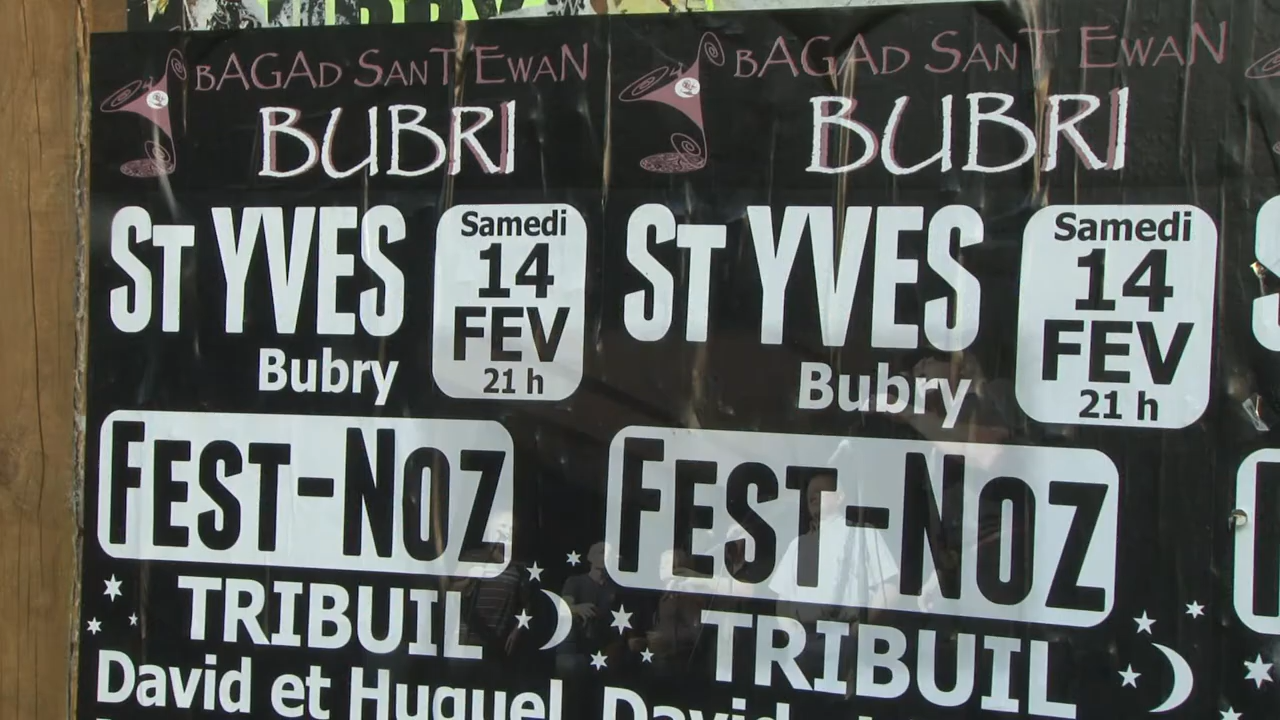 BAGAD SANT EWAN
BUBRI
ST YVES
Bubry
Samedi
14
FEV
21 h
FEST-NOZ
TRIBUIL
David et Huguel
BAGAD SANT EWAN
BUBRI
ST YVES
Bubry
Samedi
14
FEV
21 h
FEST-NOZ
TRIBUIL
David